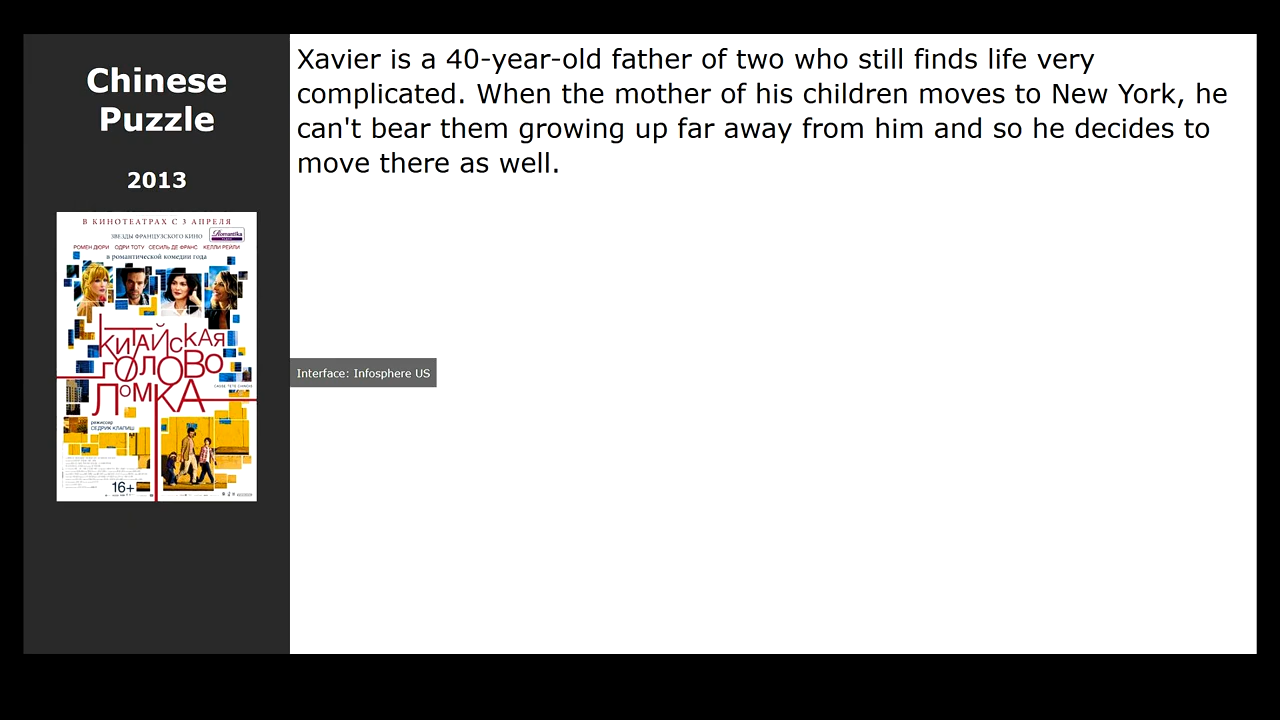 Chinese
Puzzle
2013
Xavier is a 40-year-old father of two who still finds life very
complicated. When the mother of his children moves to New York, he
can't bear them growing up far away from him and so he decides to
move there as well.
В КИНОТЕАТРАХ С 3 АПРЕЛЯ
ЗВЕЗДЫ ФРАНЦУЗСКОГО КИНО
Romantika
РОМЕН ДЮРИ ОДРИ ТОТУ СЕСИЛЬ ДЕ ФРАНС КЕЛЛИ РЕЙЛИ
в романтической комедии года
КИТАЙСКАЯ
ГОЛОВО
ЛОМКА
режиссер
СЕДРИК КЛАПИШ
16+
Interface: Infosphere US